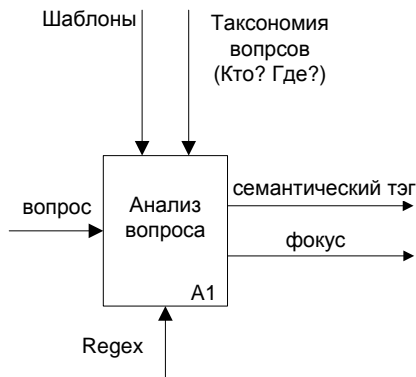 Шаблоны
Таксономия
вопрсов
(Кто? Где?)
вопрос
Анализ
вопроса
A1
семантический тэг
фокус
Regex